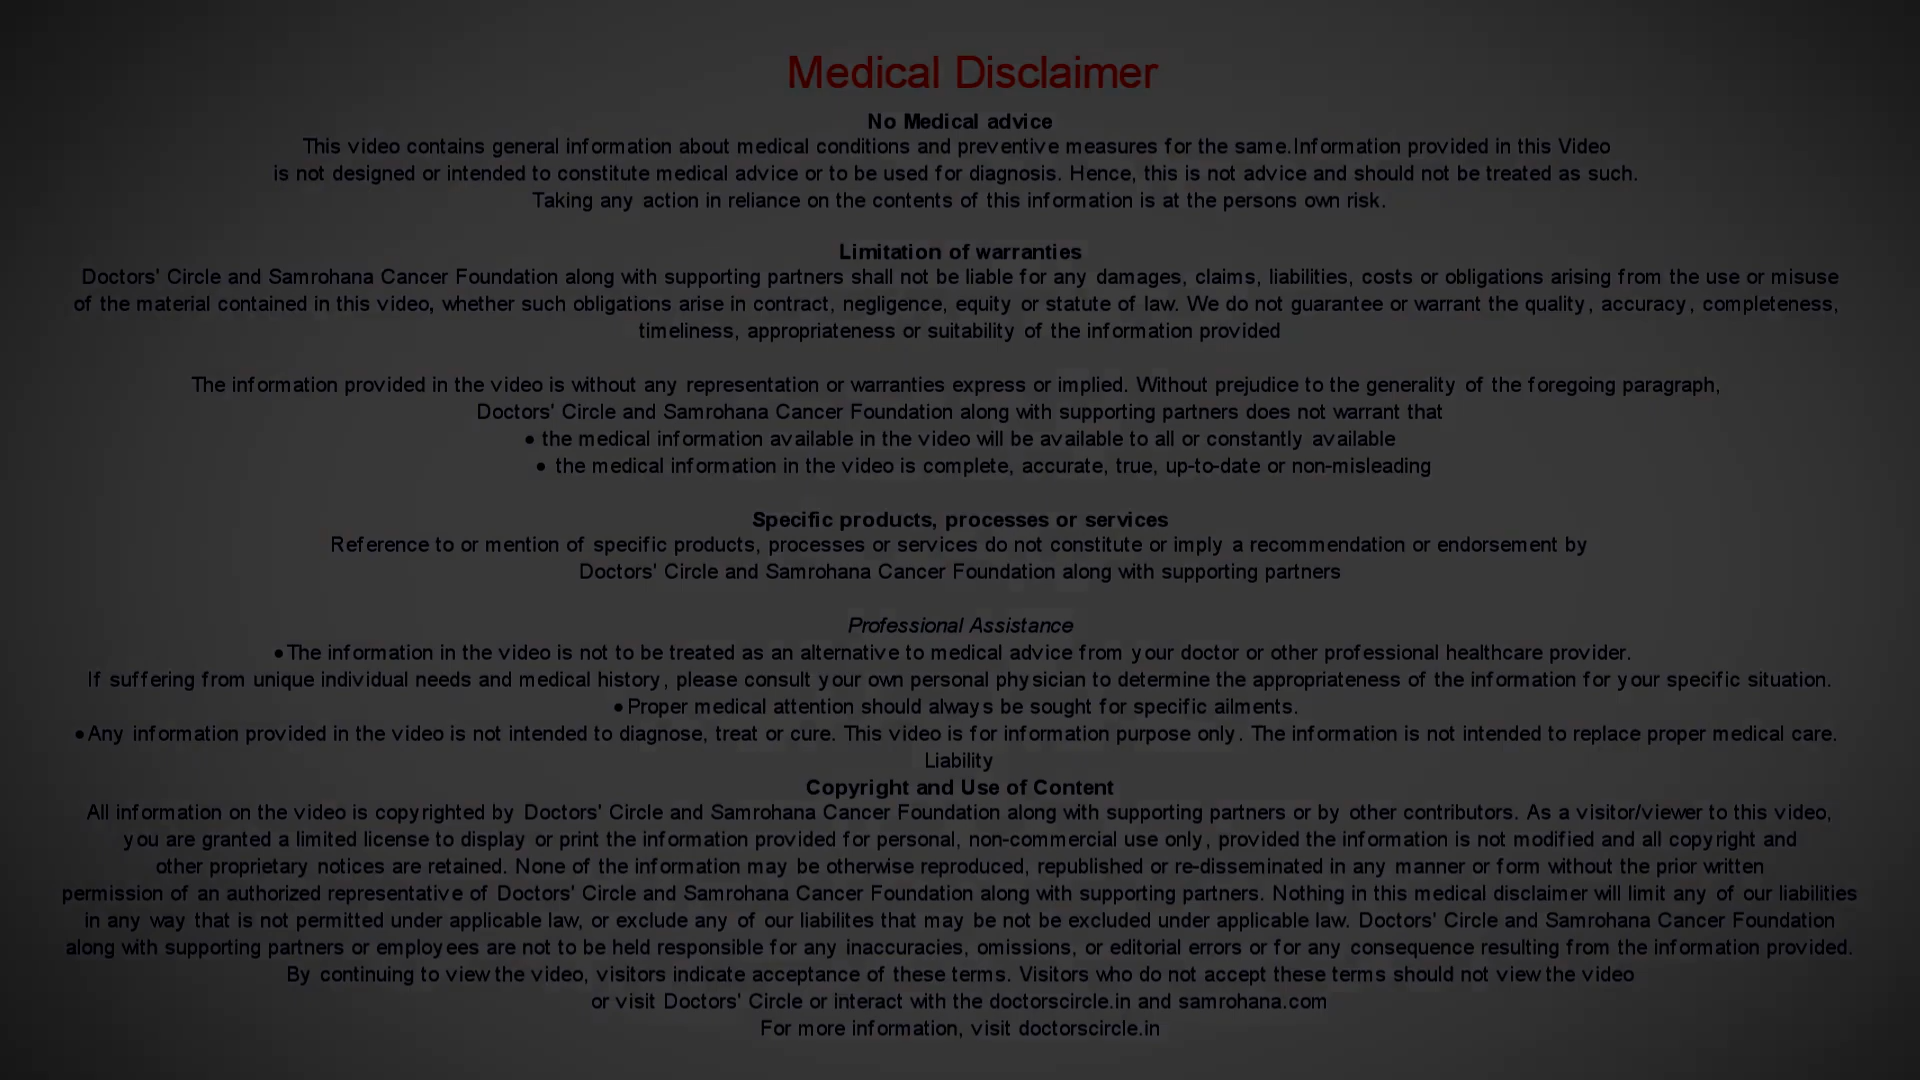 Medical Disclaimer
No Medical advice
This video contains general information about medical conditions and preventive measures for the same.Information provided in this Video
is not designed or intended to constitute medical advice or to be used for diagnosis. Hence, this is not advice and should not be treated as such.
Taking any action in reliance on the contents of this information is at the persons own risk.
Limitation of warranties
Doctors' Circle and Samrohana Cancer Foundation along with supporting partners shall not be liable for any damages, claims, liabilities, costs or obligations arising from the use or misuse
of the material contained in this video, whether such obligations arise in contract, negligence, equity or statute of law. We do not guarantee or warrant the quality, accuracy, completeness,
timeliness, appropriateness or suitability of the information provided
The information provided in the video is without any representation or warranties express or implied. Without prejudice to the generality of the foregoing paragraph,
Doctors' Circle and Samrohana Cancer Foundation along with supporting partners does not warrant that
• the medical information available in the video will be available to all or constantly available
• the medical information in the video is complete, accurate, true, up-to-date or non-misleading
Specific products, processes or services
Reference to or mention of specific products, processes or services do not constitute or imply a recommendation or endorsement by
Doctors' Circle and Samrohana Cancer Foundation along with supporting partners
Professional Assistance
•The information in the video is not to be treated as an alternative to medical advice from your doctor or other professional healthcare provider.
If suffering from unique individual needs and medical history, please consult your own personal physician to determine the appropriateness of the information for your specific situation.
•Proper medical attention should always be sought for specific ailments.
•Any information provided in the video is not intended to diagnose, treat or cure. This video is for information purpose only. The information is not intended to replace proper medical care.
Liability
Copyright and Use of Content
All information on the video is copyrighted by Doctors' Circle and Samrohana Cancer Foundation along with supporting partners or by other contributors. As a visitor/viewer to this video,
you are granted a limited license to display or print the information provided for personal, non-commercial use only, provided the information is not modified and all copyright and
other proprietary notices are retained. None of the information may be otherwise reproduced, republished or re-disseminated in any manner or form without the prior written
permission of an authorized representative of Doctors' Circle and Samrohana Cancer Foundation along with supporting partners. Nothing in this medical disclaimer will limit any of our liabilities
in any way that is not permitted under applicable law, or exclude any of our liabilites that may be not be excluded under applicable law. Doctors' Circle and Samrohana Cancer Foundation
along with supporting partners or employees are not to be held responsible for any inaccuracies, omissions, or editorial errors or for any consequence resulting from the information provided.
By continuing to view the video, visitors indicate acceptance of these terms. Visitors who do not accept these terms should not view the video
or visit Doctors' Circle or interact with the doctorscircle.in and samrohana.com
For more information, visit doctorscircle.in